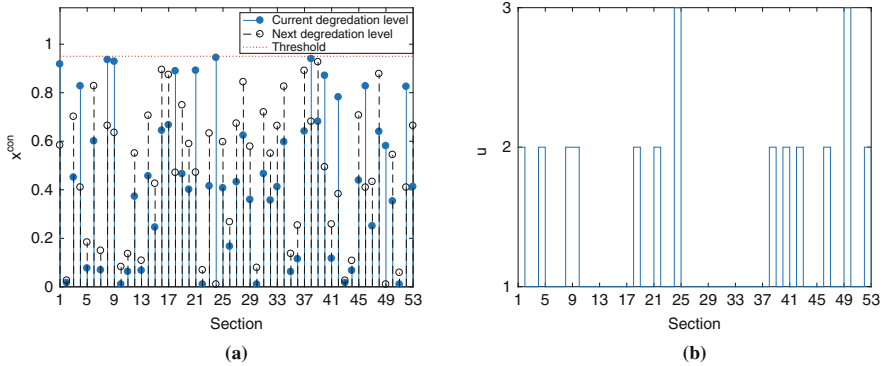 Current degredation level
Next degredation level
Threshold
1
0.8
0.6
0.4
0.2
0
x^con
1 5 9 13 17 21 25 29 33 37 41 45 49 53
Section
(a)
3
2
1
u
1 5 9 13 17 21 25 29 33 37 41 45 49 53
Section
(b)